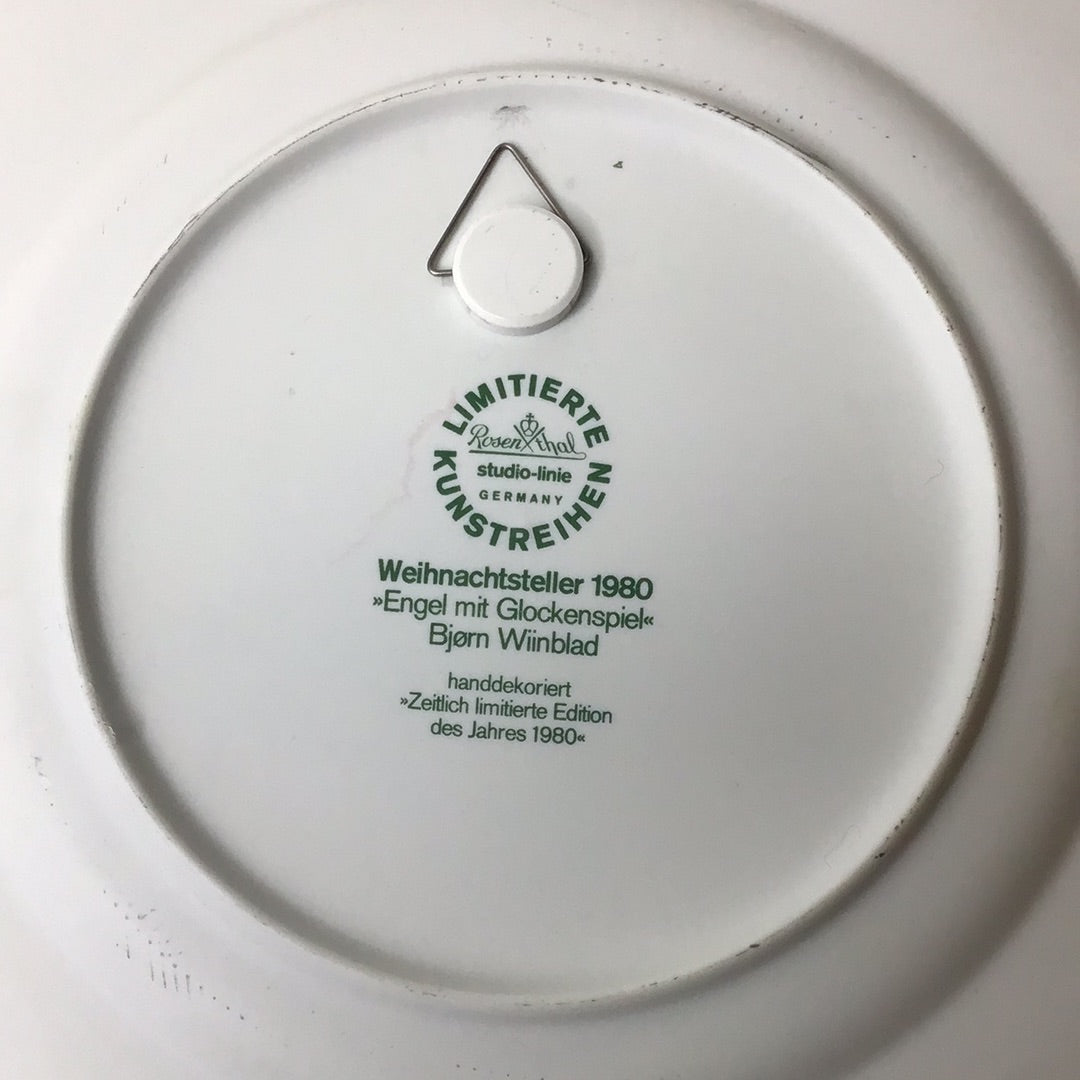 LIMITIERTE
Rosenthal
studio-linie
GERMANY
KUNSTREIHEN
Weihnachtsteller 1980
»Engel mit Glockenspiel«
Bjørn Wiinblad
handdekoriert
»Zeitlich limitierte Edition
des Jahres 1980«